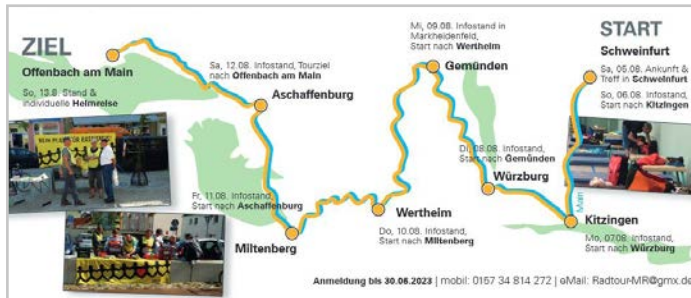 ZIEL
Offenbach am Main
So, 13.8. Stand &
individuelle Heimreise
Sa, 12.08. Infostand, Tourziel
nach Offenbach am Main
Aschaffenburg
Fr, 11.08. Infostand,
Start nach Aschaffenburg
Miltenberg
Do, 10.08. Infostand,
Start nach Miltenberg
Wertheim
Mi, 09.08. Infostand in
Markheidenfeld,
Start nach Wertheim
Gemünden
Di, 08.08. Infostand,
Start nach Gemünden
Würzburg
Main
Kitzingen
Mo, 07.08. Infostand,
Start nach Würzburg
START
Schweinfurt
Sa, 05.08. Ankunft &
Treff in Schweinfurt
So, 06.08. Infostand,
Start nach Kitzingen
Anmeldung bis 30.06.2023 | mobil: 0157 34 814 272 | eMail: Radtour-MR@gmx.de